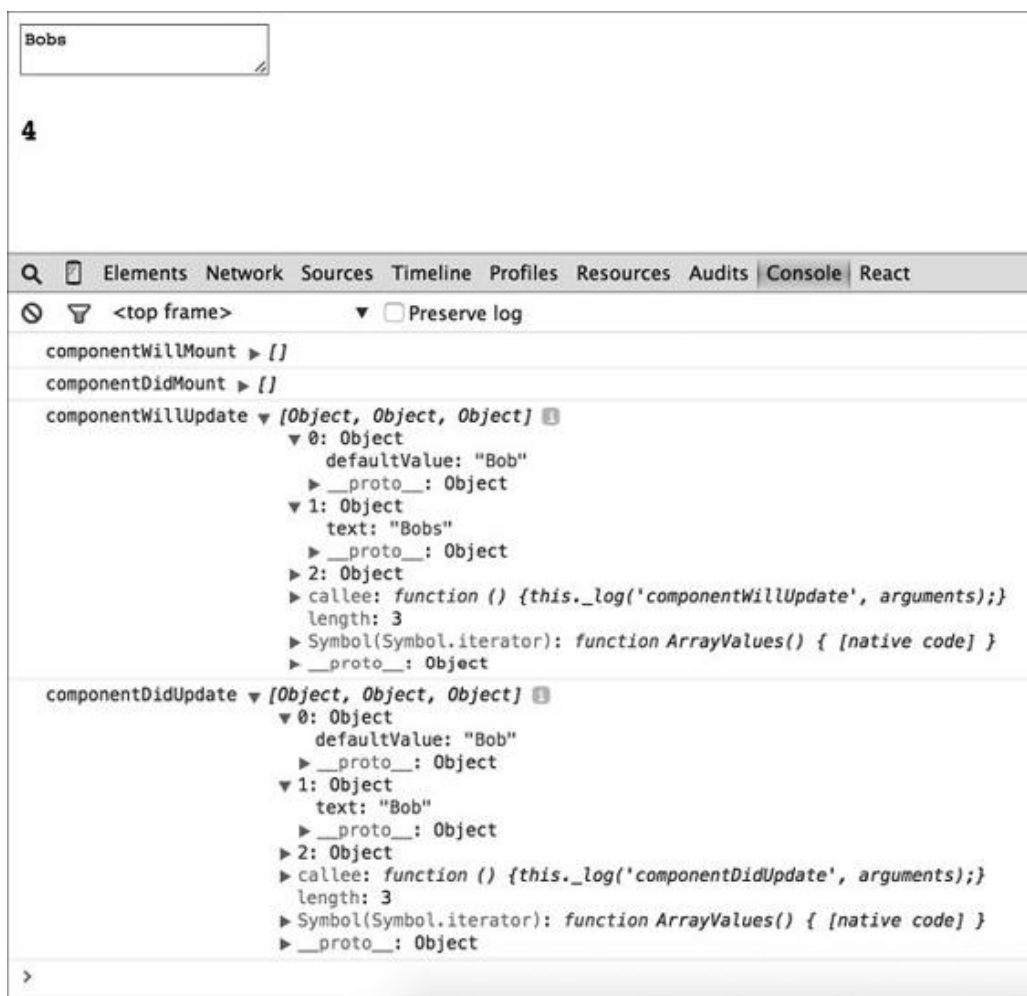 Bobs
4
Elements Network Sources Timeline Profiles Resources Audits Console React
<top frame> ▼ Preserve log
componentWillMount ▶ []
componentDidMount ▶ []
componentWillUpdate ▼ [Object, Object, Object] i
▼ 0: Object
defaultValue: "Bob"
▶ __proto__: Object
▼ 1: Object
text: "Bobs"
▶ __proto__: Object
▶ 2: Object
▶ callee: function () {this._log('componentWillUpdate', arguments);}
length: 3
▶ Symbol(Symbol.iterator): function ArrayValues() { [native code] }
▶ __proto__: Object
componentDidUpdate ▼ [Object, Object, Object] i
▼ 0: Object
defaultValue: "Bob"
▶ __proto__: Object
▼ 1: Object
text: "Bob"
▶ __proto__: Object
▶ 2: Object
▶ callee: function () {this._log('componentDidUpdate', arguments);}
length: 3
▶ Symbol(Symbol.iterator): function ArrayValues() { [native code] }
▶ __proto__: Object
>